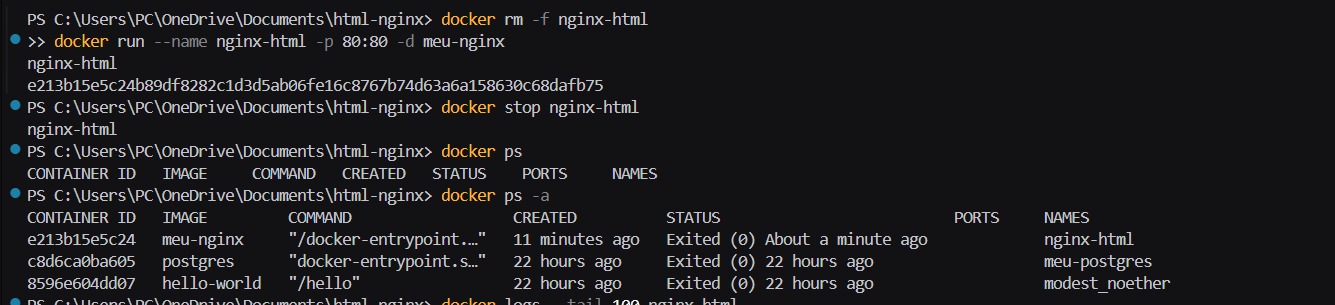 PS C:\Users\PC\OneDrive\Documents\html-nginx> docker rm -f nginx-html
>> docker run --name nginx-html -p 80:80 -d meu-nginx
nginx-html
e213b15e5c24b89df8282c1d3d5ab06fe16c8767b74d63a6a158630c68dafb75
PS C:\Users\PC\OneDrive\Documents\html-nginx> docker stop nginx-html
nginx-html
PS C:\Users\PC\OneDrive\Documents\html-nginx> docker ps
CONTAINER ID   IMAGE     COMMAND   CREATED   STATUS    PORTS     NAMES
PS C:\Users\PC\OneDrive\Documents\html-nginx> docker ps -a
CONTAINER ID   IMAGE         COMMAND                  CREATED          STATUS                          PORTS     NAMES
e213b15e5c24   meu-nginx     "/docker-entrypoint.…"   11 minutes ago   Exited (0) About a minute ago             nginx-html
c8d6ca0ba605   postgres      "docker-entrypoint.s…"   22 hours ago     Exited (0) 22 hours ago                   meu-postgres
8596e604dd07   hello-world   "/hello"                 22 hours ago     Exited (0) 22 hours ago                   modest_noether
PS C:\Users\PC\OneDrive\Documents\html-nginx> docker logs --tail 100 nginx-html